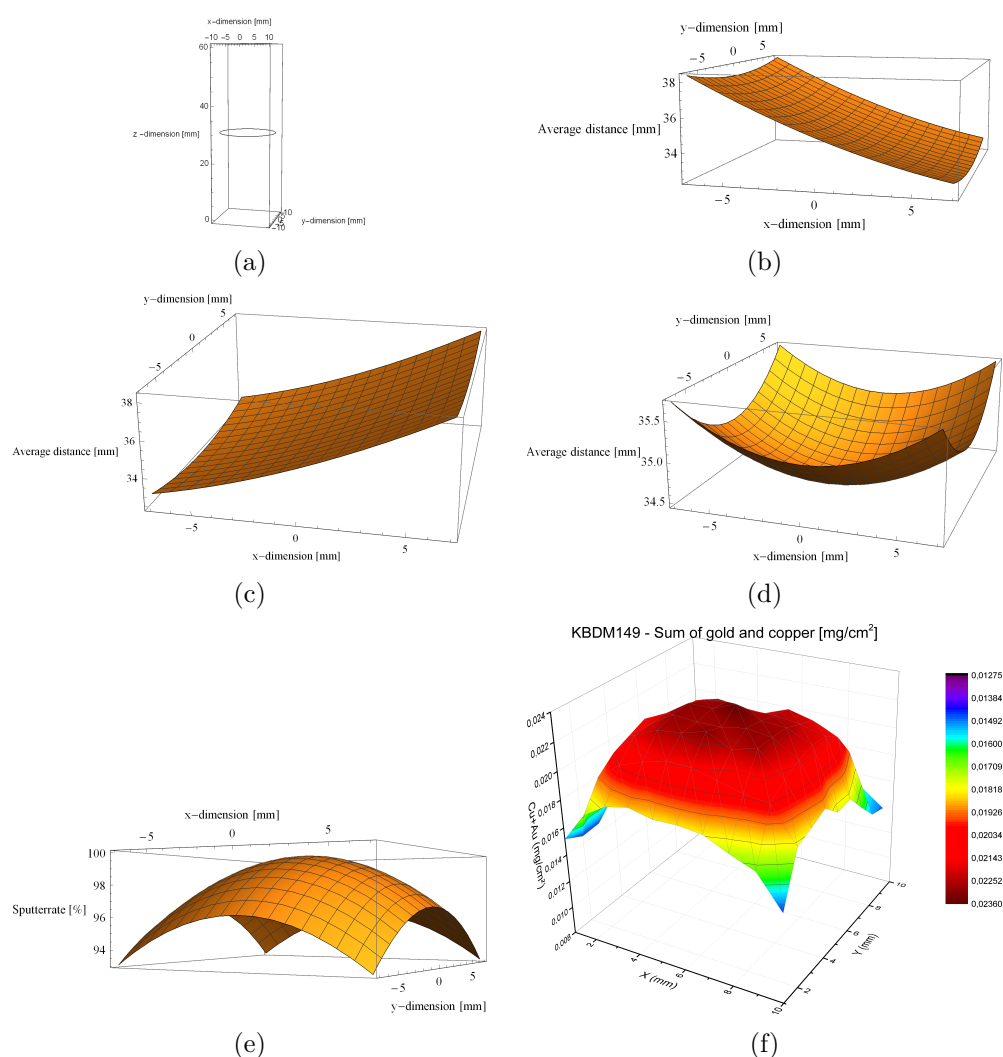 x-dimension [mm]
-10 -5 0 5 10
60
40
z -dimension [mm]
20
0
y-dimension [mm]
-10
(a)
y-dimension [mm]
5
0
-5
38
36
Average distance [mm]
34
-5 0 5
x-dimension [mm]
(b)
y-dimension [mm]
5
0
-5
38
36
Average distance [mm]
34
-5 0 5
x-dimension [mm]
(c)
y-dimension [mm]
5
0
-5
35.5
Average distance [mm]
35.0
34.5
-5 0 5
x-dimension [mm]
(d)
x-dimension [mm]
-5 0 5
100
98
Sputterrate [%]
96
94
-5 0 5
y-dimension [mm]
(e)
KBDM149 - Sum of gold and copper [mg/cm²]
0,024
0,022
0,020
0,018
0,016
0,014
0,012
0,010
0,008
Cu+Au (mg/cm²)
2 4 6 8 10
X (mm)
2 4 6 8 10
Y (mm)
0,01275
0,01384
0,01492
0,01600
0,01709
0,01818
0,01926
0,02034
0,02143
0,02252
0,02360
(f)